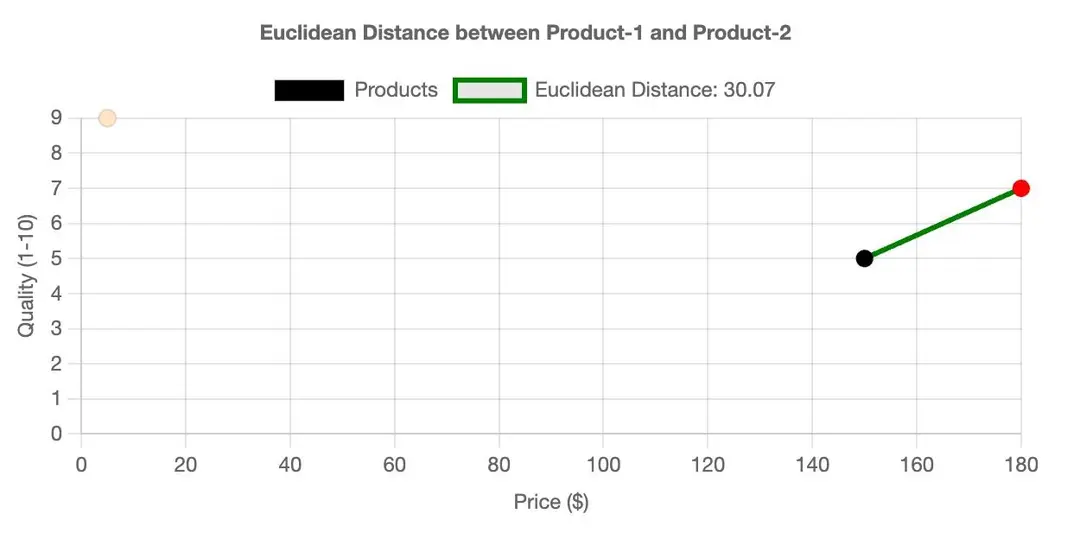 Euclidean Distance between Product-1 and Product-2
Products
Euclidean Distance: 30.07
9
8
7
6
5
4
3
2
1
0
Quality (1-10)
0 20 40 60 80 100 120 140 160 180
Price ($)